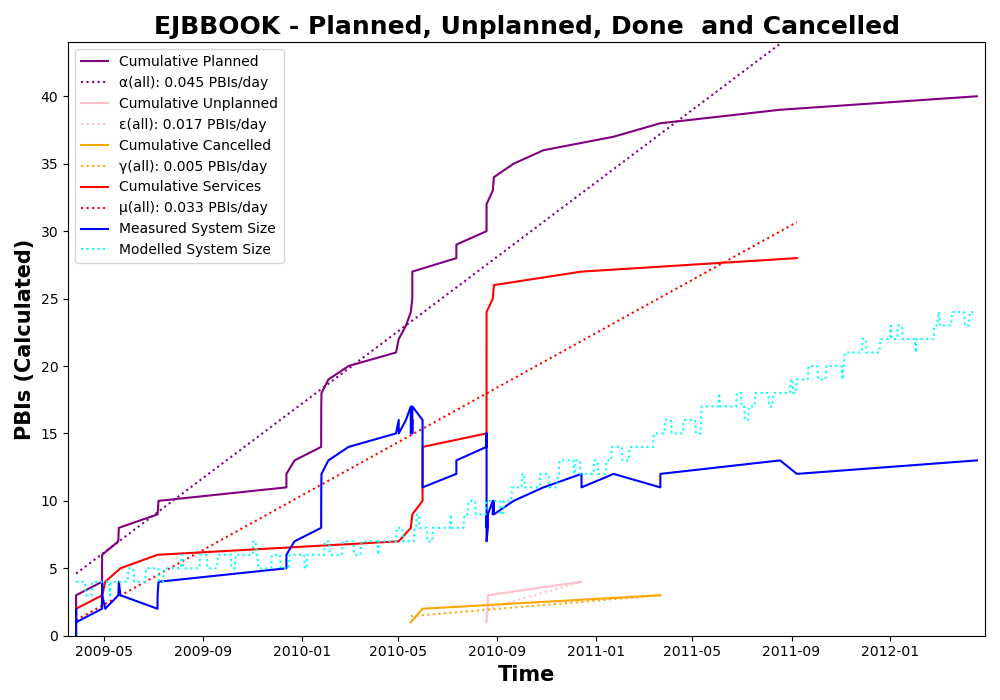 EJBBOOK - Planned, Unplanned, Done  and Cancelled
Cumulative Planned
α(all): 0.045 PBIs/day
Cumulative Unplanned
ε(all): 0.017 PBIs/day
Cumulative Cancelled
γ(all): 0.005 PBIs/day
Cumulative Services
μ(all): 0.033 PBIs/day
Measured System Size
Modelled System Size
PBIs (Calculated)
40
35
30
25
20
15
10
5
0
2009-05 2009-09 2010-01 2010-05 2010-09 2011-01 2011-05 2011-09 2012-01
Time